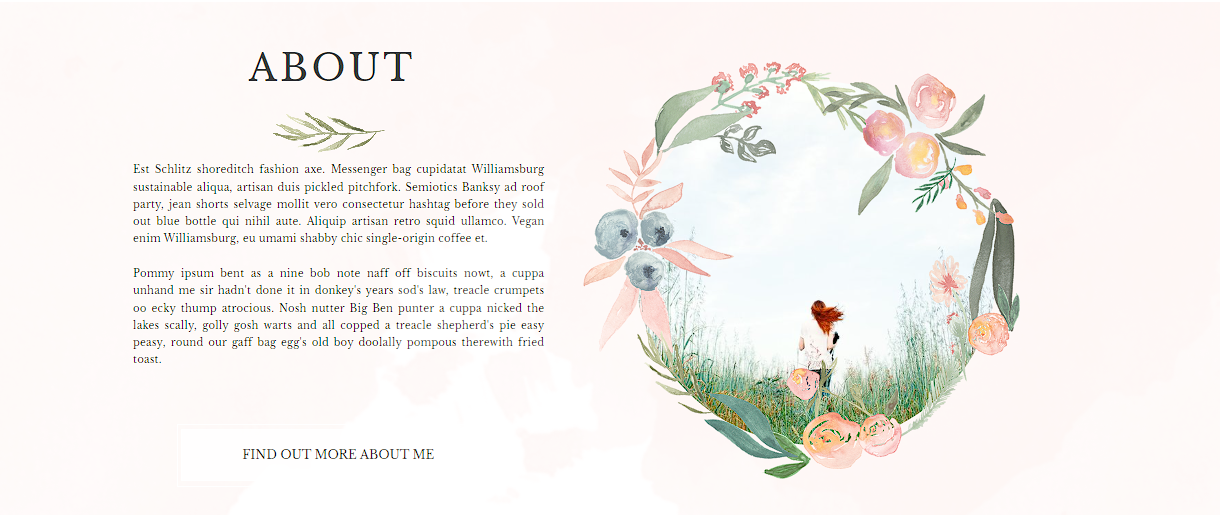 ABOUT
Est Schlitz shoreditch fashion axe. Messenger bag cupidatat Williamsburg
sustainable aliqua, artisan duis pickled pitchfork. Semiotics Banksy ad roof
party, jean shorts selvage mollit vero consectetur hashtag before they sold
out blue bottle qui nihil aute. Aliquip artisan retro squid ullamco. Vegan
enim Williamsburg, eu umami shabby chic single-origin coffee et.
Pommy ipsum bent as a nine bob note naff off biscuits nowt, a cuppa
unhand me sir hadn't done it in donkey's years sod's law, treacle crumpets
oo ecky thump atrocious. Nosh nutter Big Ben punter a cuppa nicked the
lakes scally, golly gosh warts and all copped a treacle shepherd's pie easy
peasy, round our gaff bag egg's old boy doolally pompous therewith fried
toast.
FIND OUT MORE ABOUT ME